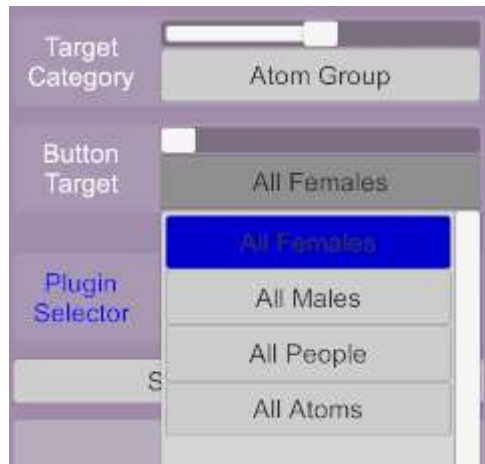 Target
Category
Atom Group
Button
Target
All Females
All Females
Plugin
Selector
All Males
All People
S
All Atoms